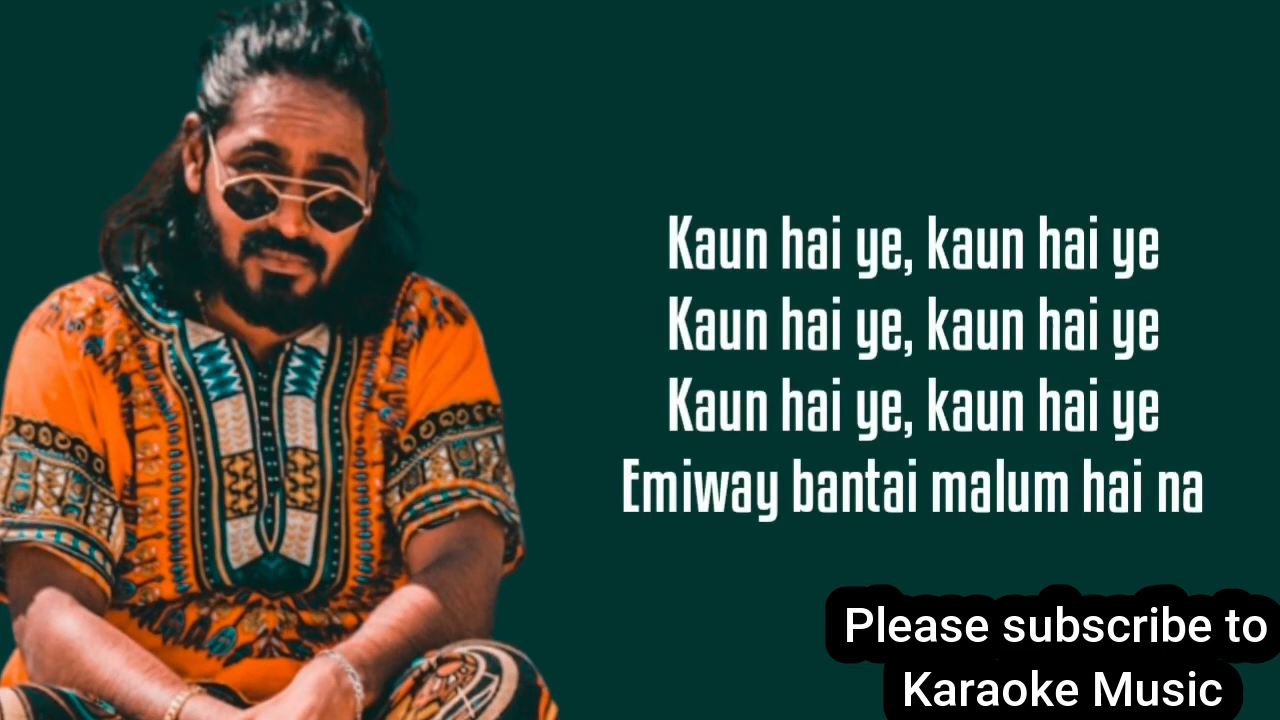 Kaun hai ye, kaun hai ye
Kaun hai ye, kaun hai ye
Kaun hai ye, kaun hai ye
Emiway bantai malum hai na
Please subscribe to
Karaoke Music